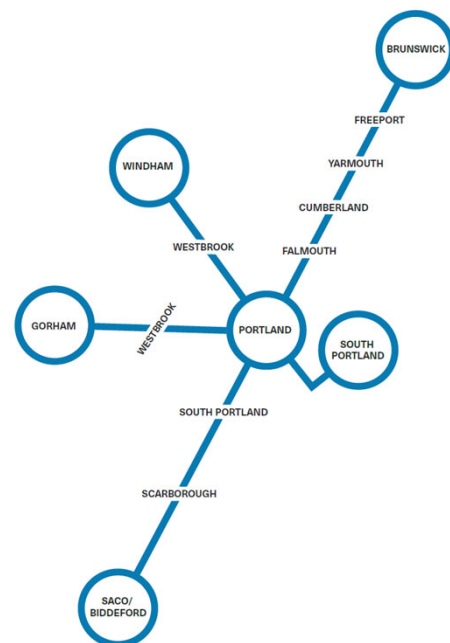 BRUNSWICK
FREEPORT
YARMOUTH
WINDHAM
CUMBERLAND
WESTBROOK
FALMOUTH
GORHAM
WESTBROOK
PORTLAND
SOUTH
PORTLAND
SOUTH PORTLAND
SCARBOROUGH
SACO/
BIDDEFORD